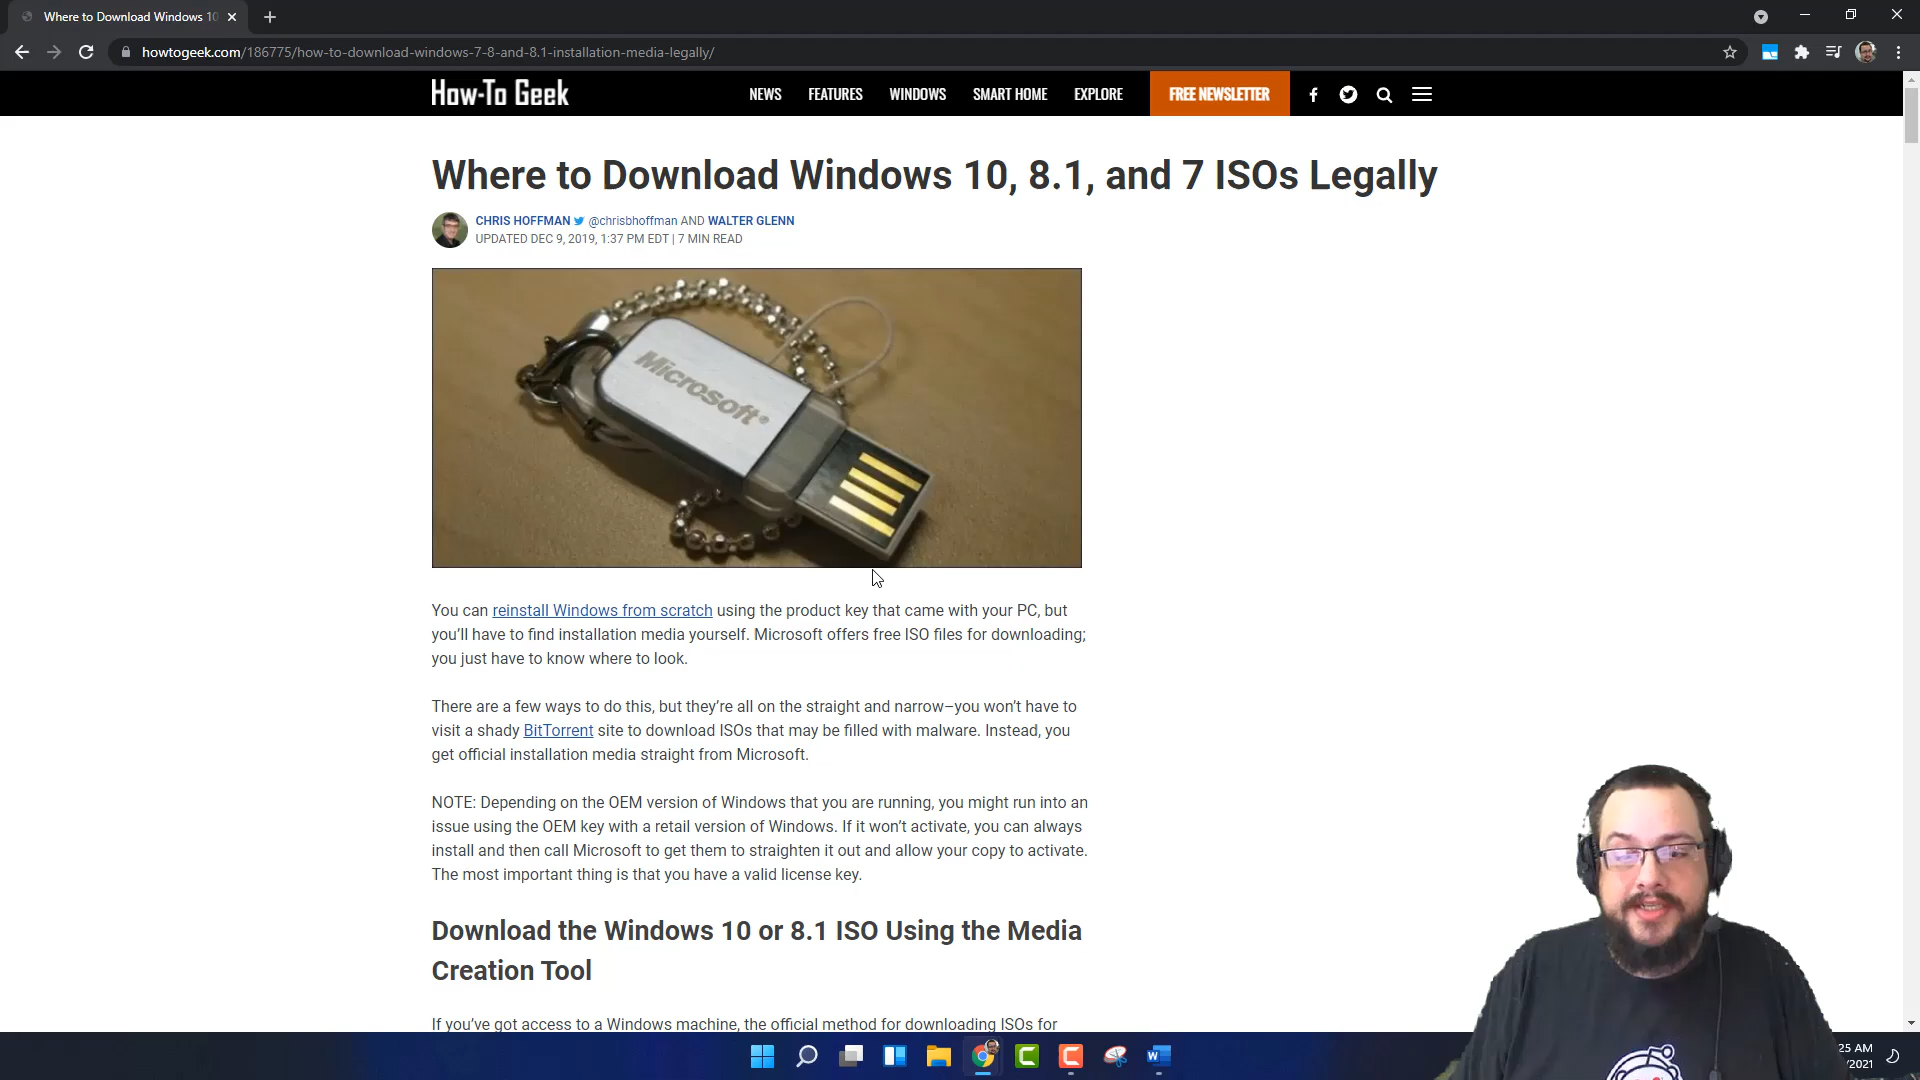 Where to Download Windows 10
howtogeek.com/186775/how-to-download-windows-7-8-and-8.1-installation-media-legally/
How-To Geek
NEWS FEATURES WINDOWS SMART HOME EXPLORE FREE NEWSLETTER
Where to Download Windows 10, 8.1, and 7 ISOs Legally
CHRIS HOFFMAN @chrisbhoffman AND WALTER GLENN
UPDATED DEC 9, 2019, 1:37 PM EDT | 7 MIN READ
Microsoft®
You can reinstall Windows from scratch using the product key that came with your PC, but
you'll have to find installation media yourself. Microsoft offers free ISO files for downloading;
you just have to know where to look.
There are a few ways to do this, but they're all on the straight and narrow–you won't have to
visit a shady BitTorrent site to download ISOs that may be filled with malware. Instead, you
get official installation media straight from Microsoft.
NOTE: Depending on the OEM version of Windows that you are running, you might run into an
issue using the OEM key with a retail version of Windows. If it won't activate, you can always
install and then call Microsoft to get them to straighten it out and allow your copy to activate.
The most important thing is that you have a valid license key.
Download the Windows 10 or 8.1 ISO Using the Media
Creation Tool
If you've got access to a Windows machine, the official method for downloading ISOs for
25 AM
/2021